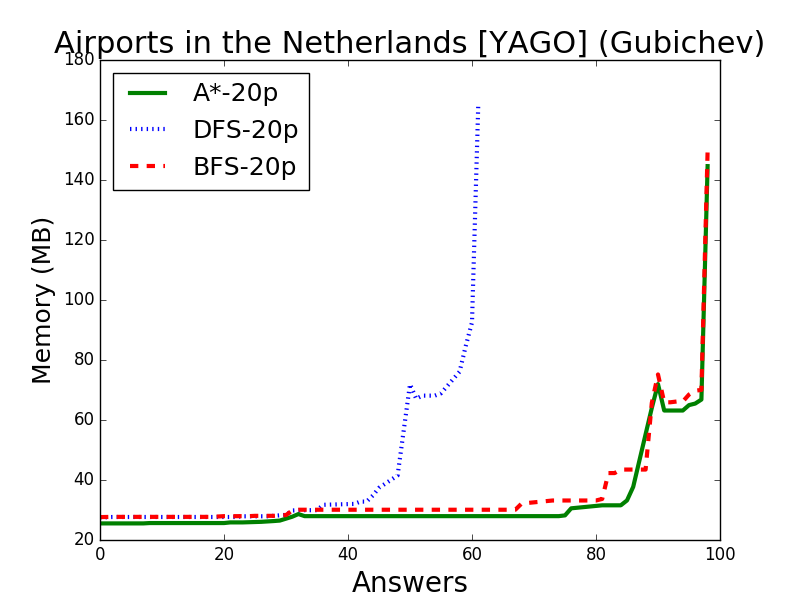 Airports in the Netherlands [YAGO] (Gubichev)
A*-20p
DFS-20p
BFS-20p
Memory (MB)
180
160
140
120
100
80
60
40
20
0 20 40 60 80 100
Answers